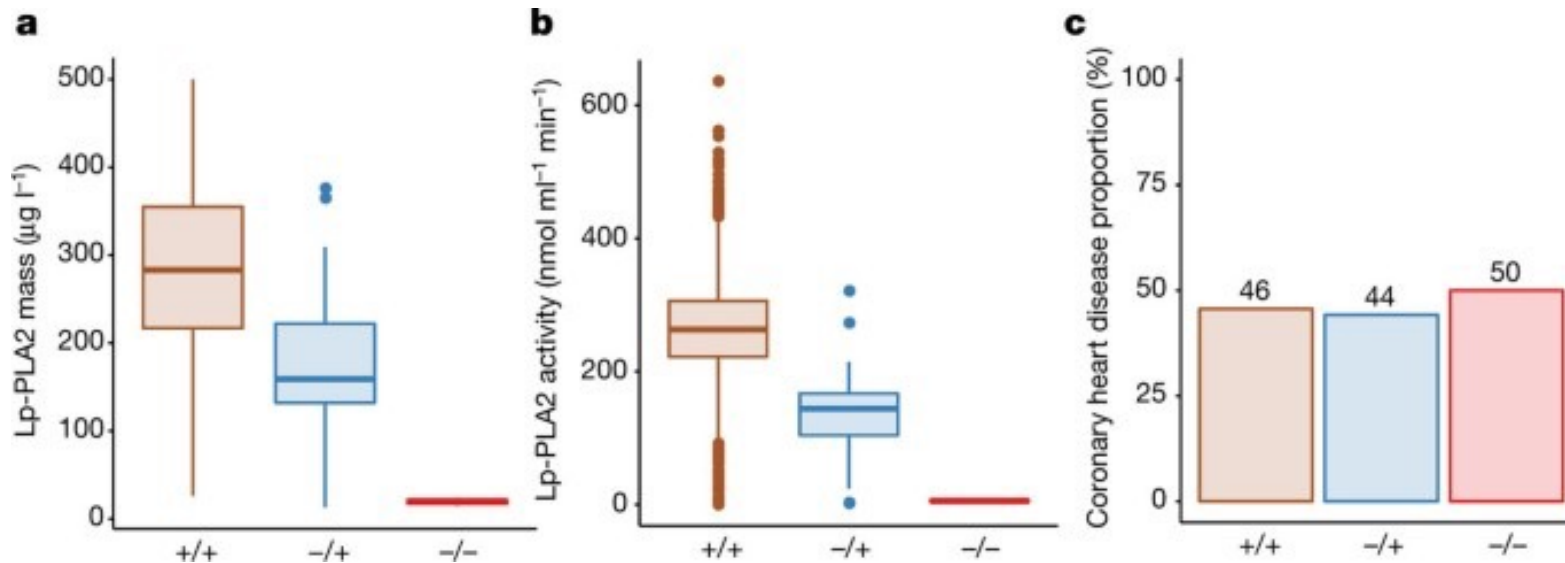 a
Lp-PLA2 mass (μg l⁻¹)
500
400
300
200
100
0
+/+ −/+ −/−
b
Lp-PLA2 activity (nmol ml⁻¹ min⁻¹)
600
400
200
0
+/+ −/+ −/−
c
Coronary heart disease proportion (%)
100
75
50
25
0
46 44 50
+/+ −/+ −/−